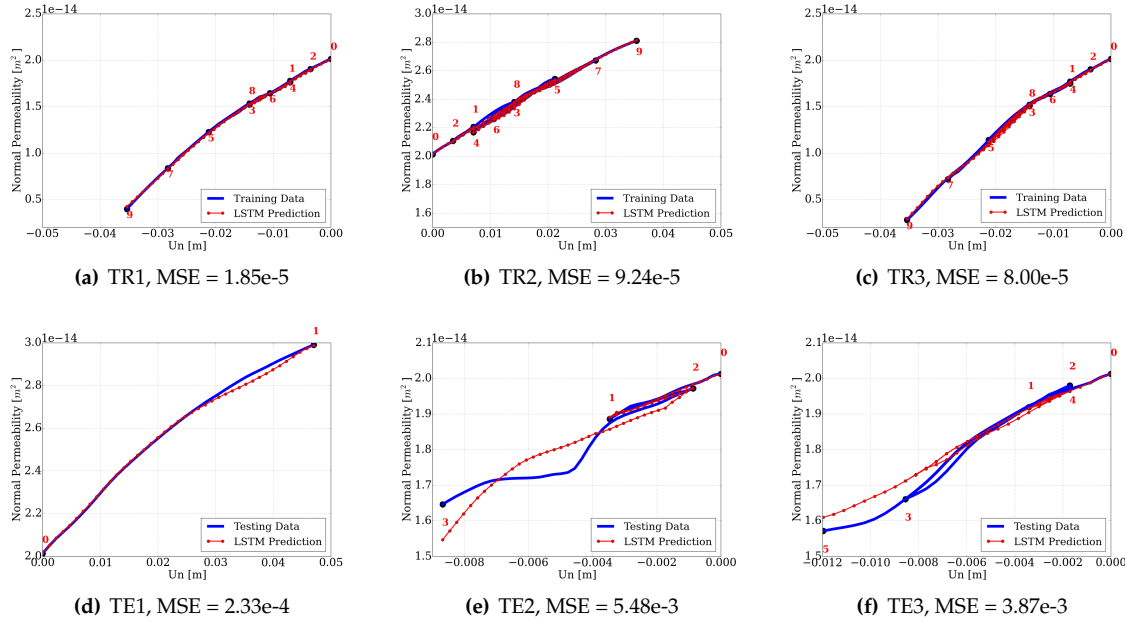 1e−14
1e−14
1e−14
2.5
2.0
1.5
1.0
0.5
Normal Permeability [m²]
0
2
1
4
8
6
3
5
7
9
Training Data
LSTM Prediction
−0.05 −0.04 −0.03 −0.02 −0.01 0.00
Un [m]
3.0
2.8
2.6
2.4
2.2
2.0
1.8
1.6
Normal Permeability [m²]
9
7
5
8
3
1
6
2
4
0
Training Data
LSTM Prediction
0.00 0.01 0.02 0.03 0.04 0.05
Un [m]
2.5
2.0
1.5
1.0
0.5
Normal Permeability [m²]
0
2
1
4
8
6
3
5
7
9
Training Data
LSTM Prediction
−0.05 −0.04 −0.03 −0.02 −0.01 0.00
Un [m]
(a) TR1, MSE = 1.85e-5
(b) TR2, MSE = 9.24e-5
(c) TR3, MSE = 8.00e-5
1e−14
1e−14
1e−14
3.0
2.8
2.6
2.4
2.2
2.0
Normal Permeability [m²]
1
0
Testing Data
LSTM Prediction
0.00 0.01 0.02 0.03 0.04 0.05
Un [m]
2.1
2.0
1.9
1.8
1.7
1.6
1.5
Normal Permeability [m²]
0
2
1
3
Testing Data
LSTM Prediction
−0.008 −0.006 −0.004 −0.002 0.000
Un [m]
2.1
2.0
1.9
1.8
1.7
1.6
1.5
Normal Permeability [m²]
0
2
1
4
3
5
Testing Data
LSTM Prediction
−0.012 −0.010 −0.008 −0.006 −0.004 −0.002 0.000
Un [m]
(d) TE1, MSE = 2.33e-4
(e) TE2, MSE = 5.48e-3
(f) TE3, MSE = 3.87e-3